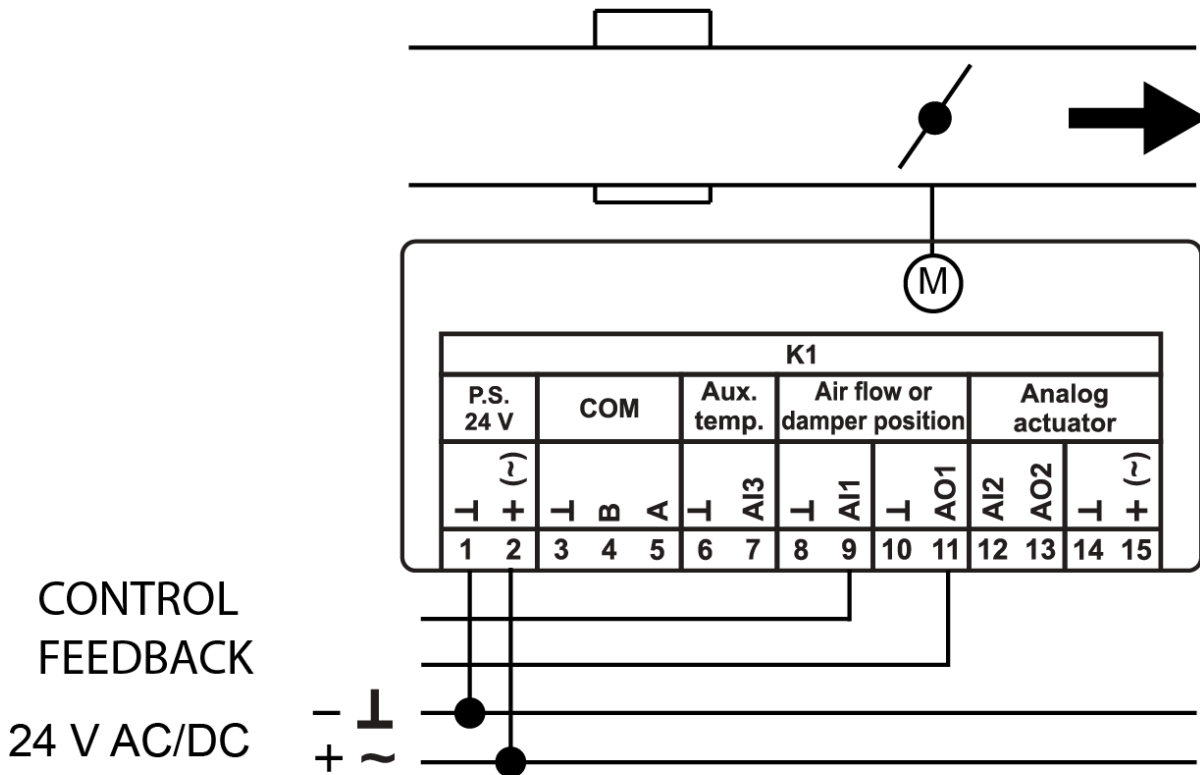 M
K1
P.S. 24 V
COM
Aux. temp.
Air flow or damper position
Analog actuator
⊥ + (~) ⊥ B A ⊥ AI3 ⊥ AI1 ⊥ AO1 AI2 AO2 ⊥ + (~)
1 2 3 4 5 6 7 8 9 10 11 12 13 14 15
CONTROL
FEEDBACK
24 V AC/DC
− ⊥
+ ~